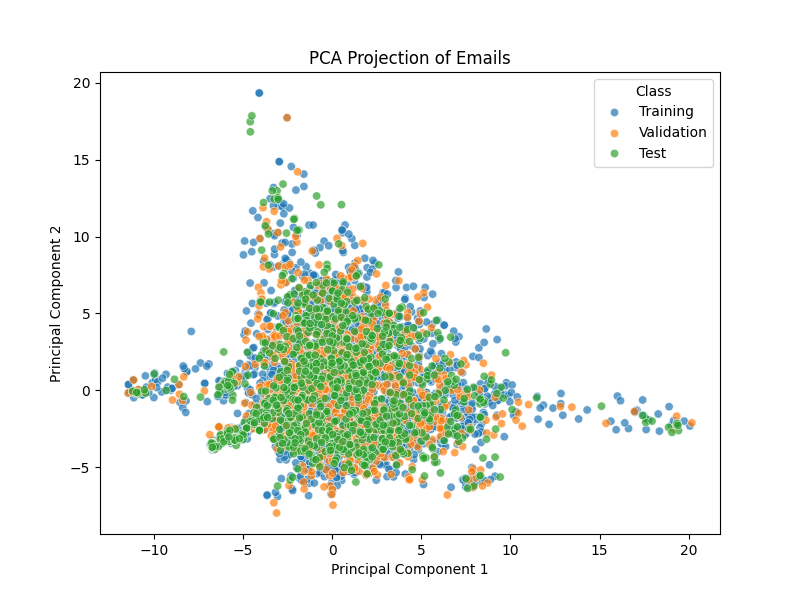 PCA Projection of Emails
Class
Training
Validation
Test
20
15
10
5
0
−5
Principal Component 2
−10
−5
0
5
10
15
20
Principal Component 1